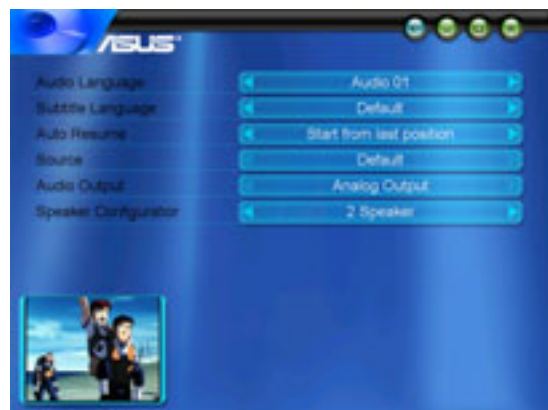 ASUS
Audio Language Audio 01
Subtitle Language Default
Auto Resume Start from last position
Source Default
Audio Output Analog Output
Speaker Configuration 2 Speaker